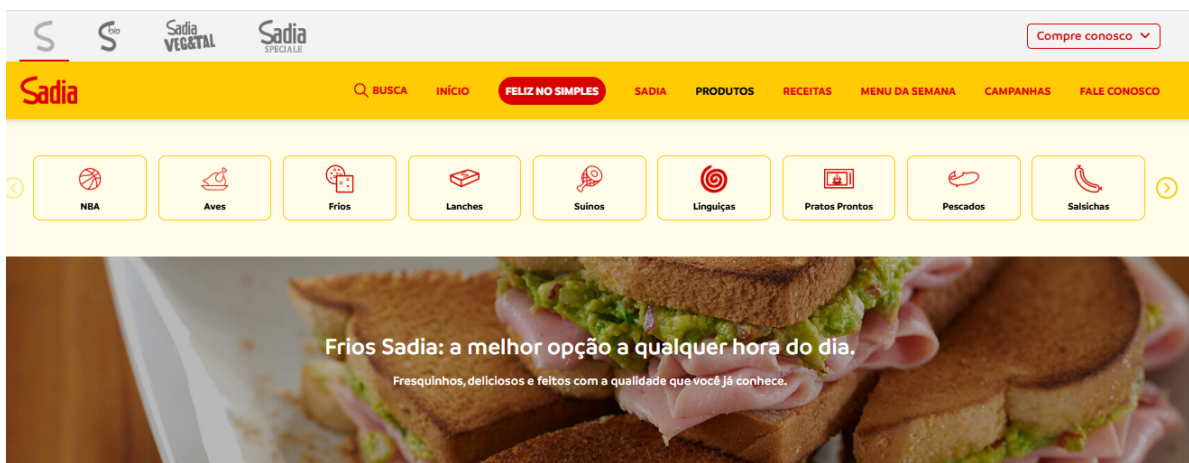 S
S bio
Sadia
VEG&TAL
Sadia
SPECIALE
Compre conosco
Sadia
BUSCA
INÍCIO
FELIZ NO SIMPLES
SADIA
PRODUTOS
RECEITAS
MENU DA SEMANA
CAMPANHAS
FALE CONOSCO
NBA
Aves
Frios
Lanches
Suínos
Linguiças
Pratos Prontos
Pescados
Salsichas
Frios Sadia: a melhor opção a qualquer hora do dia.
Fresquinhos, deliciosos e feitos com a qualidade que você já conhece.